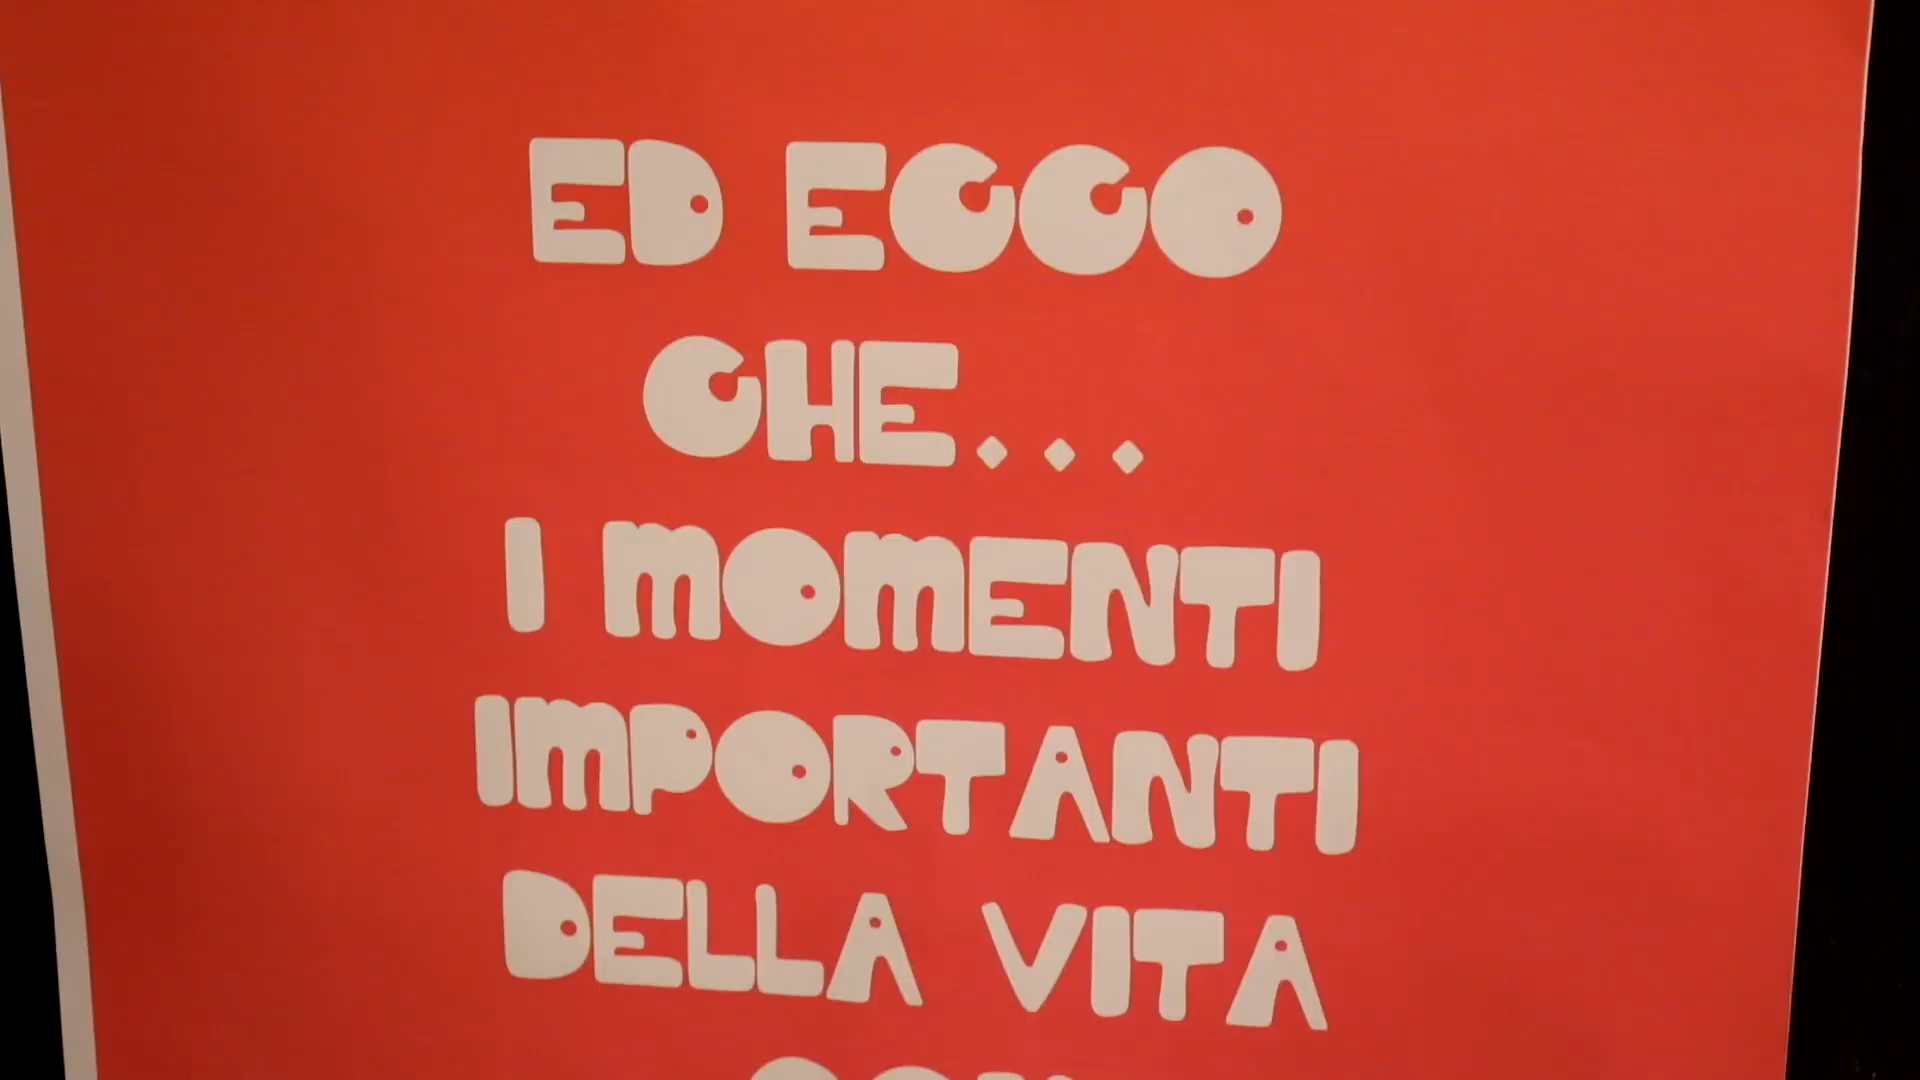 ED ECCO
CHE...
I MOMENTI
IMPORTANTI
DELLA VITA